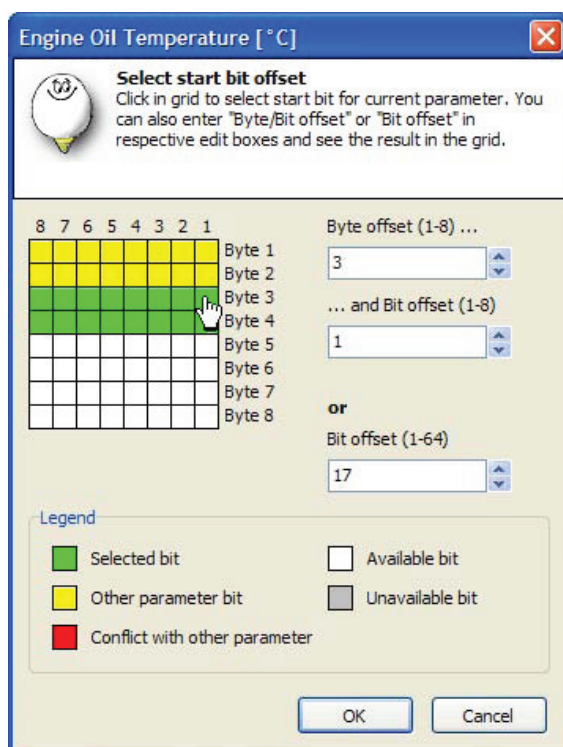 Engine Oil Temperature [°C]
Select start bit offset
Click in grid to select start bit for current parameter. You
can also enter "Byte/Bit offset" or "Bit offset" in
respective edit boxes and see the result in the grid.
8 7 6 5 4 3 2 1
Byte 1
Byte 2
Byte 3
Byte 4
Byte 5
Byte 6
Byte 7
Byte 8
Byte offset (1-8) ...
3
... and Bit offset (1-8)
1
or
Bit offset (1-64)
17
Legend
Selected bit
Available bit
Other parameter bit
Unavailable bit
Conflict with other parameter
OK
Cancel